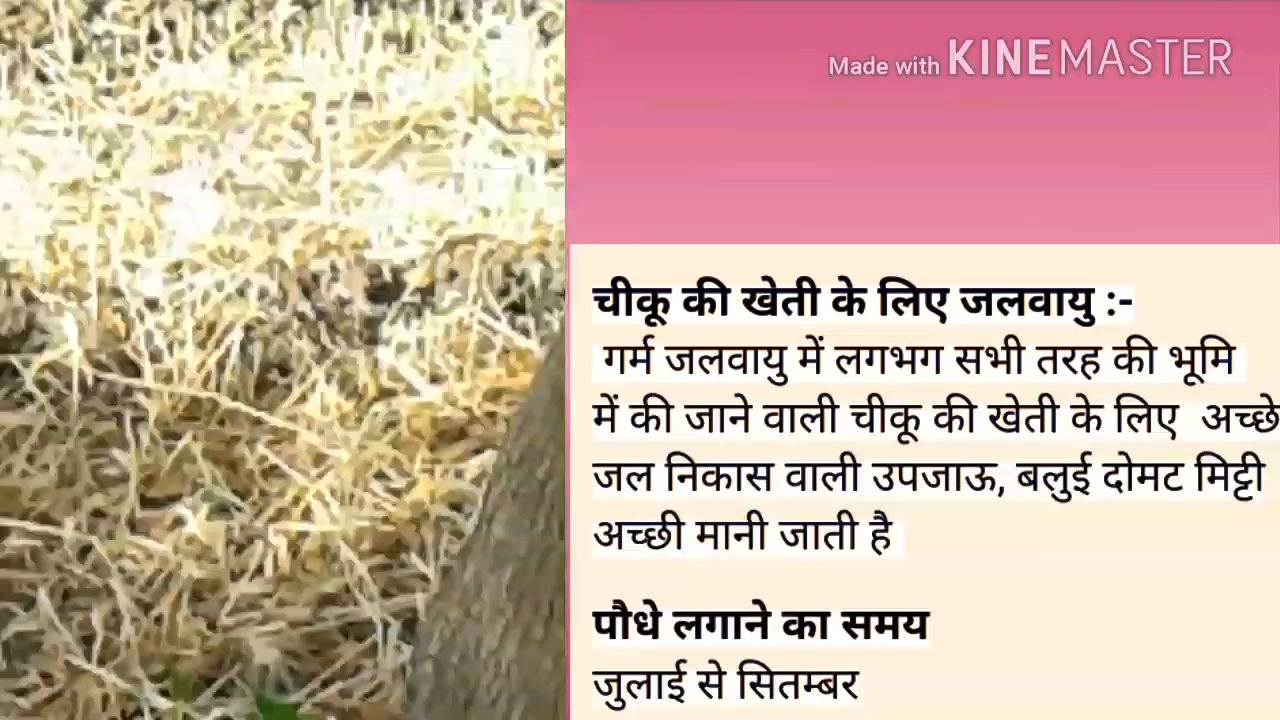 Made with KINEMASTER
चीकू की खेती के लिए जलवायु :-
गर्म जलवायु में लगभग सभी तरह की भूमि
में की जाने वाली चीकू की खेती के लिए अच्छे
जल निकास वाली उपजाऊ, बलुई दोमट मिट्टी
अच्छी मानी जाती है
पौधे लगाने का समय
जुलाई से सितम्बर